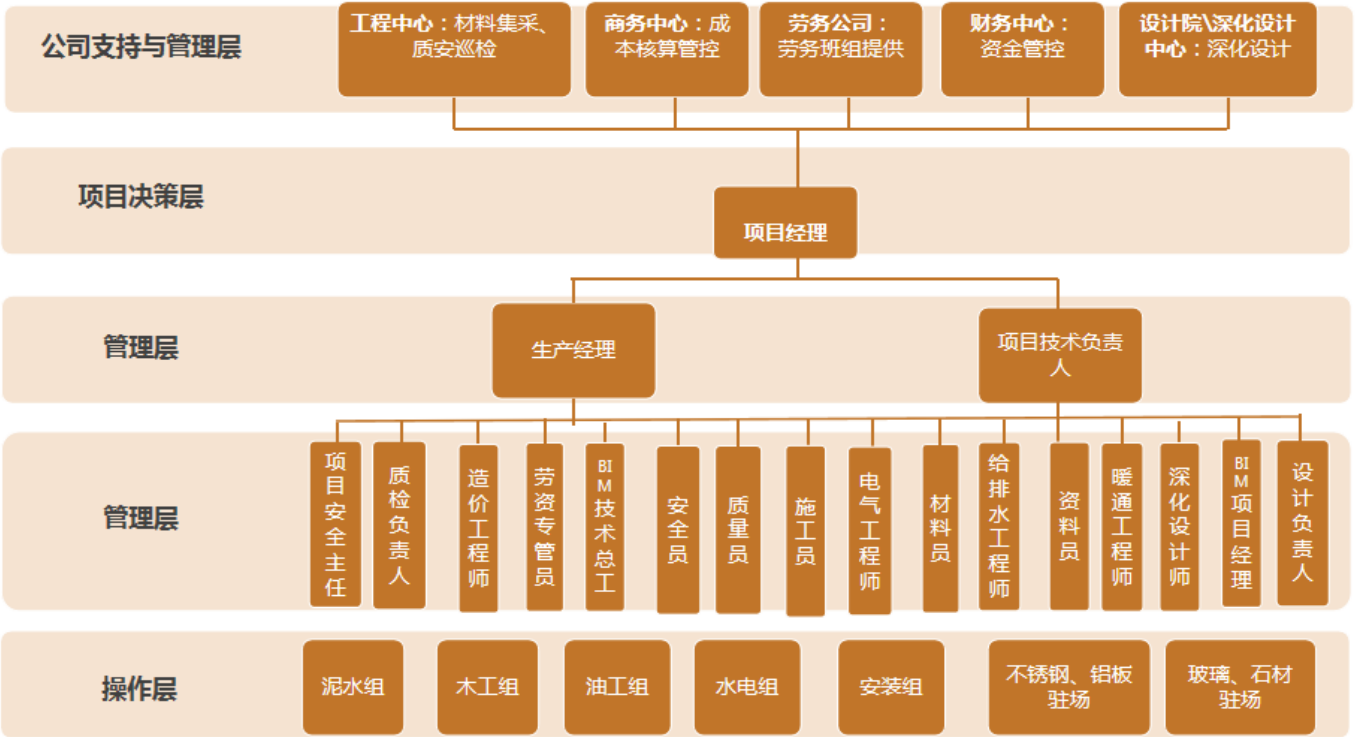 公司支持与管理层
工程中心：材料集采、
质安巡检
商务中心：成
本核算管控
劳务公司：
劳务班组提供
财务中心：
资金管控
设计院\深化设计
中心：深化设计
项目决策层
项目经理
管理层
生产经理
项目技术负责
人
管理层
项目安全主任
质检负责人
造价工程师
劳资专管员
BIM技术总工
安全员
质量员
施工员
电气工程师
材料员
给排水工程师
资料员
暖通工程师
深化设计师
BIM项目经理
设计负责人
操作层
泥水组
木工组
油工组
水电组
安装组
不锈钢、铝板
驻场
玻璃、石材
驻场